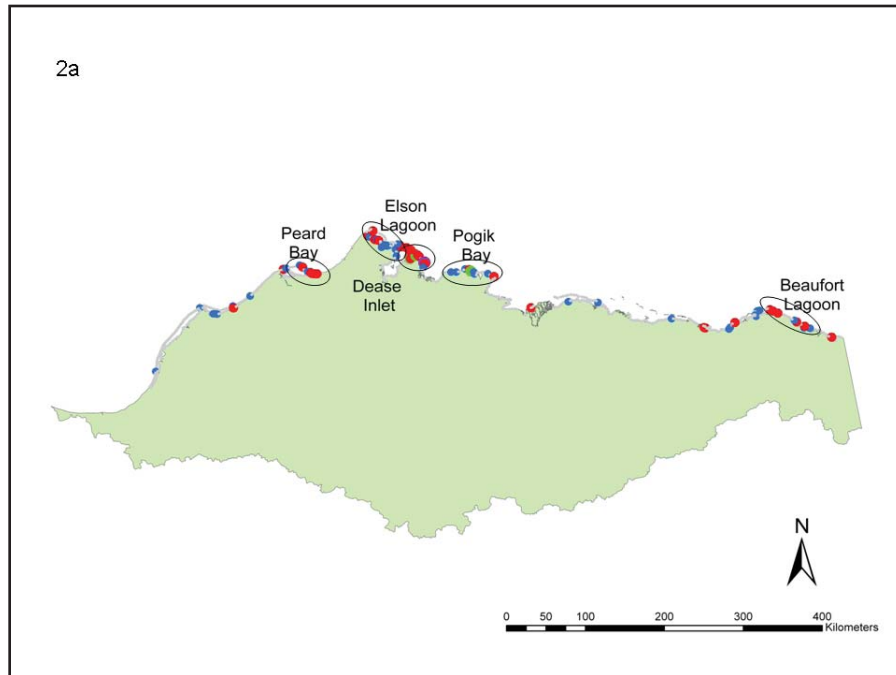 2a
Elson
Lagoon
Peard
Bay
Pogik
Bay
Dease
Inlet
Beaufort
Lagoon
N
0 50 100 200 300 400
Kilometers